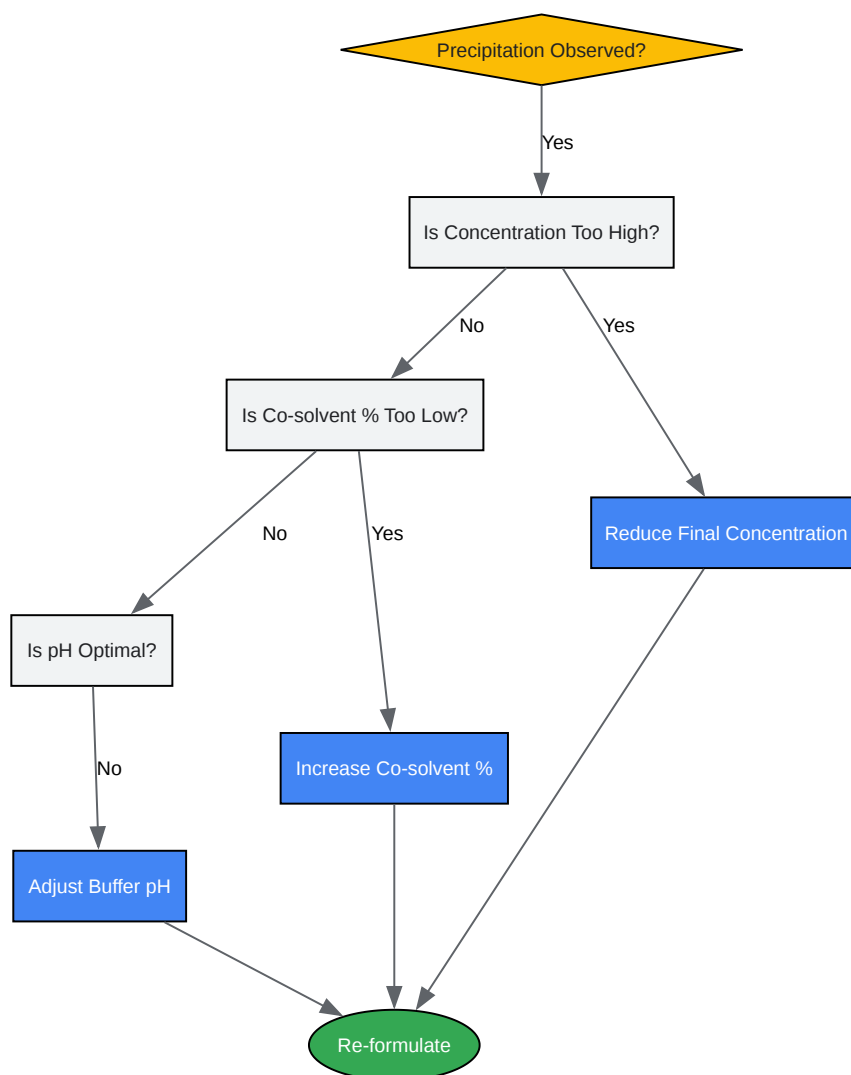 Precipitation Observed?
Yes
Is Concentration Too High?
No
Yes
Is Co-solvent % Too Low?
No
Yes
Reduce Final Concentration
Is pH Optimal?
No
Increase Co-solvent %
Adjust Buffer pH
Re-formulate